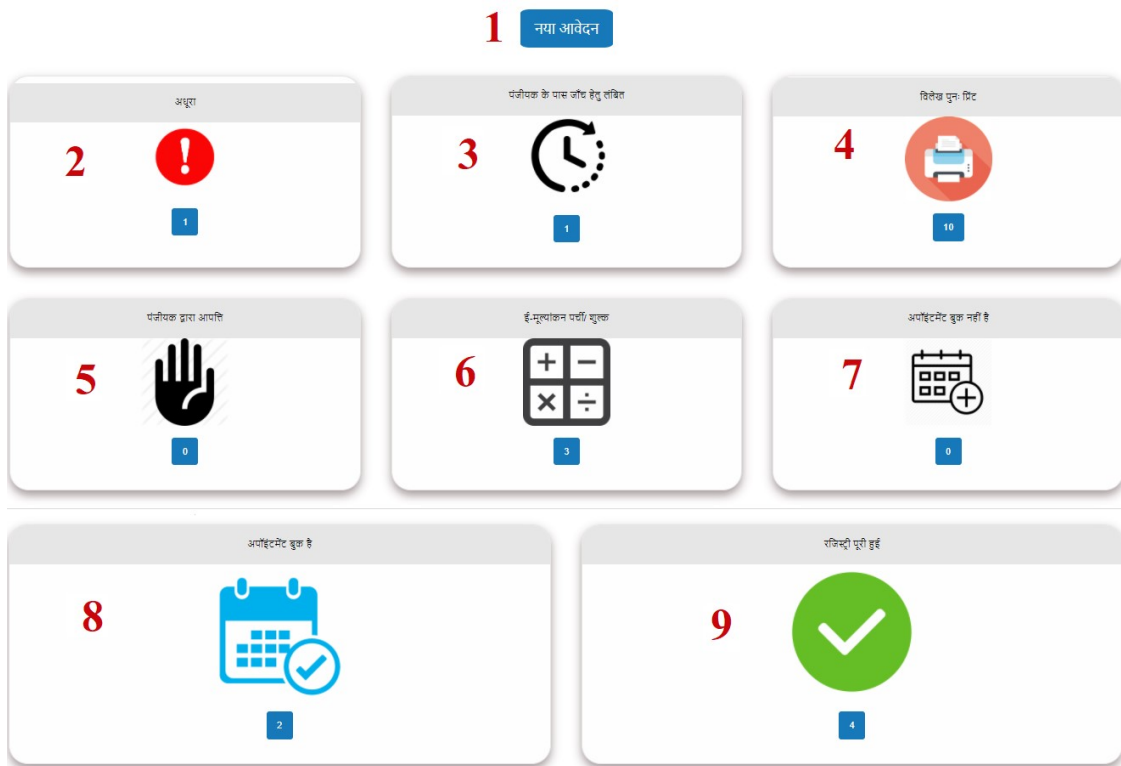 1 नया आवेदन
अधूरा
2
1
पंजीयक के पास जाँच हेतु लंबित
3
1
विलेख पुनः प्रिंट
4
10
पंजीयक द्वारा आपत्ति
5
0
ई-मूल्यांकन पर्ची/ शुल्क
6
3
अपॉइंटमेंट बुक नहीं है
7
0
अपॉइंटमेंट बुक है
8
2
रजिस्ट्री पूरी हुई
9
4